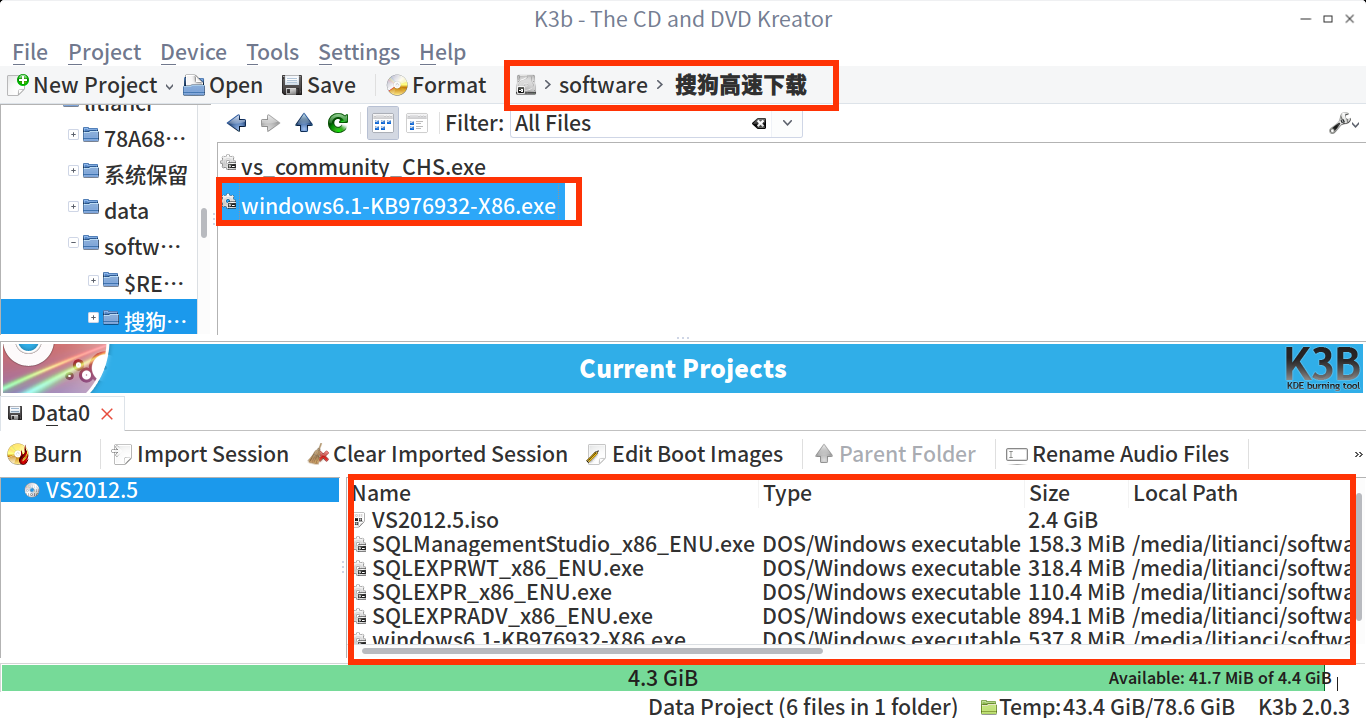 K3b - The CD and DVD Kreator
File Project Device Tools Settings Help
New Project Open Save Format software 搜狗高速下载
litianci
78A68···
系统保留
data
softw···
$RE···
搜狗···
Filter: All Files
vs_community_CHS.exe
windows6.1-KB976932-X86.exe
Current Projects
K3B
KDE burning tool
Data0
Burn Import Session Clear Imported Session Edit Boot Images Parent Folder Rename Audio Files »
VS2012.5
Name Type Size Local Path
VS2012.5.iso 2.4 GiB
SQLManagementStudio_x86_ENU.exe DOS/Windows executable 158.3 MiB /media/litianci/softwa
SQLEXPRWT_x86_ENU.exe DOS/Windows executable 318.4 MiB /media/litianci/softwa
SQLEXPR_x86_ENU.exe DOS/Windows executable 110.4 MiB /media/litianci/softwa
SQLEXPRADV_x86_ENU.exe DOS/Windows executable 894.1 MiB /media/litianci/softwa
windows6.1-KB976932-X86.exe DOS/Windows executable 537.8 MiB /media/litianci/softwa
4.3 GiB Available: 41.7 MiB of 4.4 GiB
Data Project (6 files in 1 folder) Temp: 43.4 GiB/78.6 GiB K3b 2.0.3